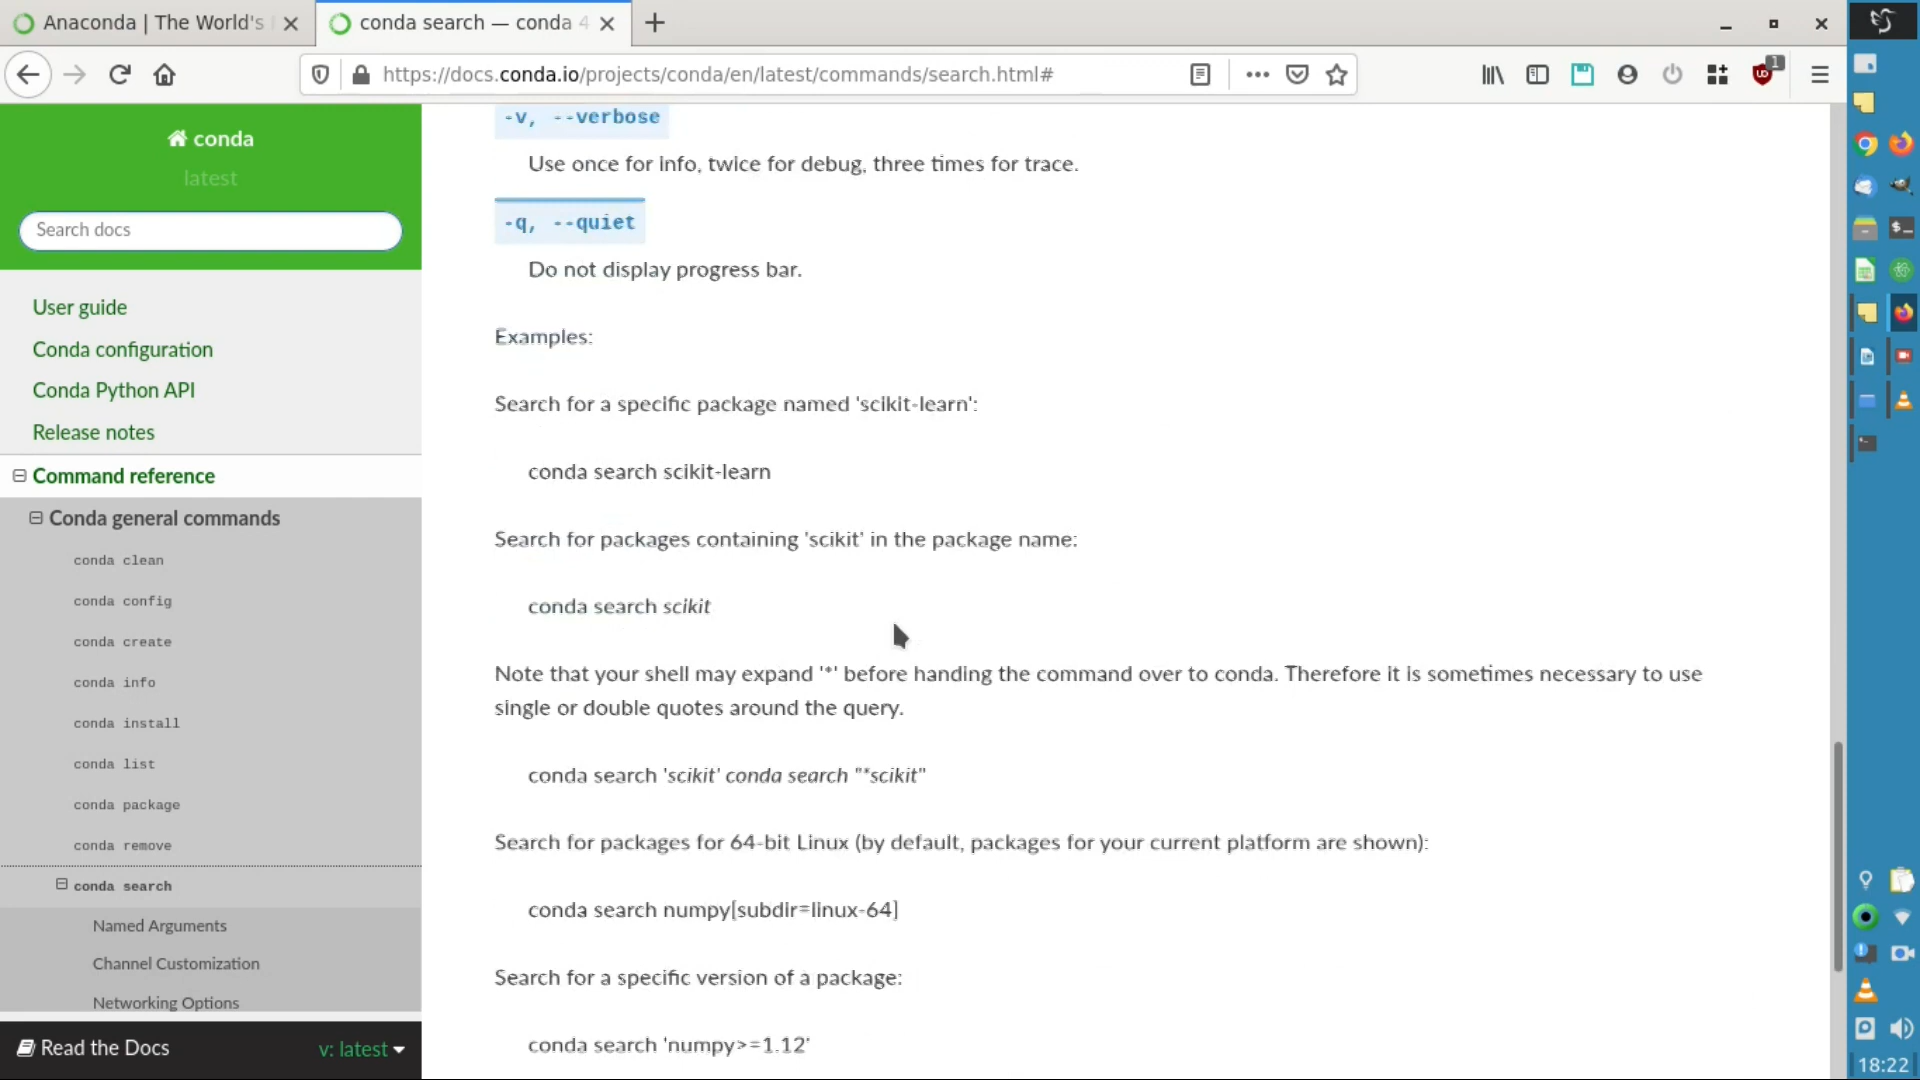 Anaconda | The World's
conda search — conda 4
https://docs.conda.io/projects/conda/en/latest/commands/search.html#
1
conda
latest
Search docs
User guide
Conda configuration
Conda Python API
Release notes
Command reference
Conda general commands
conda clean
conda config
conda create
conda info
conda install
conda list
conda package
conda remove
conda search
Named Arguments
Channel Customization
Networking Options
Read the Docs
v: latest
-v, --verbose
Use once for info, twice for debug, three times for trace.
-q, --quiet
Do not display progress bar.
Examples:
Search for a specific package named 'scikit-learn':
conda search scikit-learn
Search for packages containing 'scikit' in the package name:
conda search scikit
Note that your shell may expand '*' before handing the command over to conda. Therefore it is sometimes necessary to use
single or double quotes around the query.
conda search 'scikit' conda search "*scikit"
Search for packages for 64-bit Linux (by default, packages for your current platform are shown):
conda search numpy[subdir=linux-64]
Search for a specific version of a package:
conda search 'numpy>=1.12'
18:22